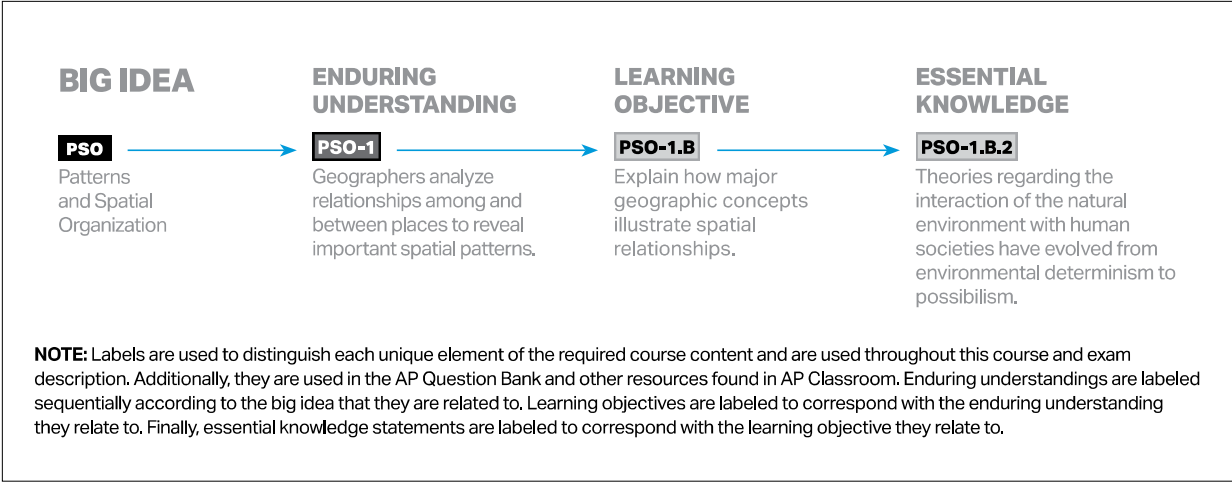 BIG IDEA
PSO
Patterns
and Spatial
Organization
ENDURING
UNDERSTANDING
PSO-1
Geographers analyze
relationships among and
between places to reveal
important spatial patterns.
LEARNING
OBJECTIVE
PSO-1.B
Explain how major
geographic concepts
illustrate spatial
relationships.
ESSENTIAL
KNOWLEDGE
PSO-1.B.2
Theories regarding the
interaction of the natural
environment with human
societies have evolved from
environmental determinism to
possibilism.
NOTE: Labels are used to distinguish each unique element of the required course content and are used throughout this course and exam
description. Additionally, they are used in the AP Question Bank and other resources found in AP Classroom. Enduring understandings are labeled
sequentially according to the big idea that they are related to. Learning objectives are labeled to correspond with the enduring understanding
they relate to. Finally, essential knowledge statements are labeled to correspond with the learning objective they relate to.